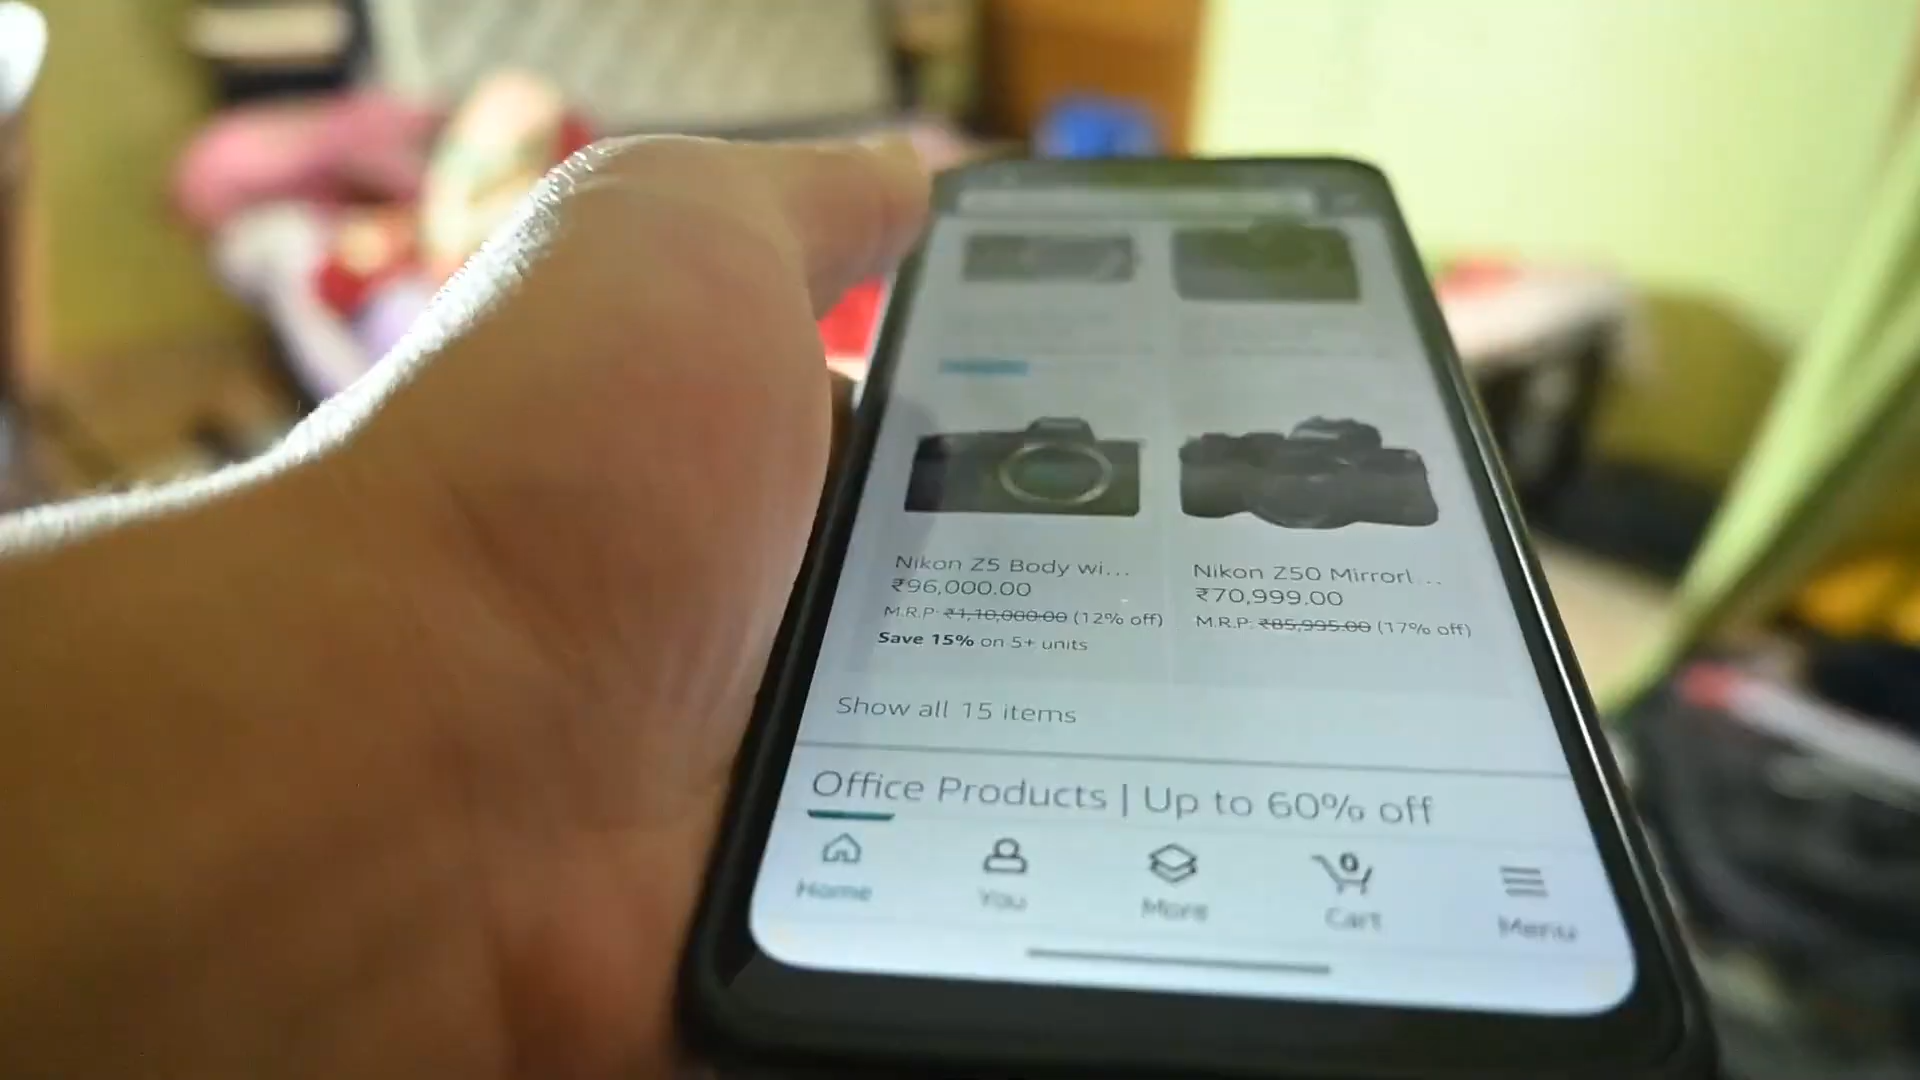 Nikon Z5 Body wi...
₹96,000.00
M.R.P: ₹1,10,000.00 (12% off)
Save 15% on 5+ units
Nikon Z50 Mirrorl...
₹70,999.00
M.R.P: ₹85,995.00 (17% off)
Show all 15 items
Office Products | Up to 60% off
0
Home
You
More
Cart
Menu